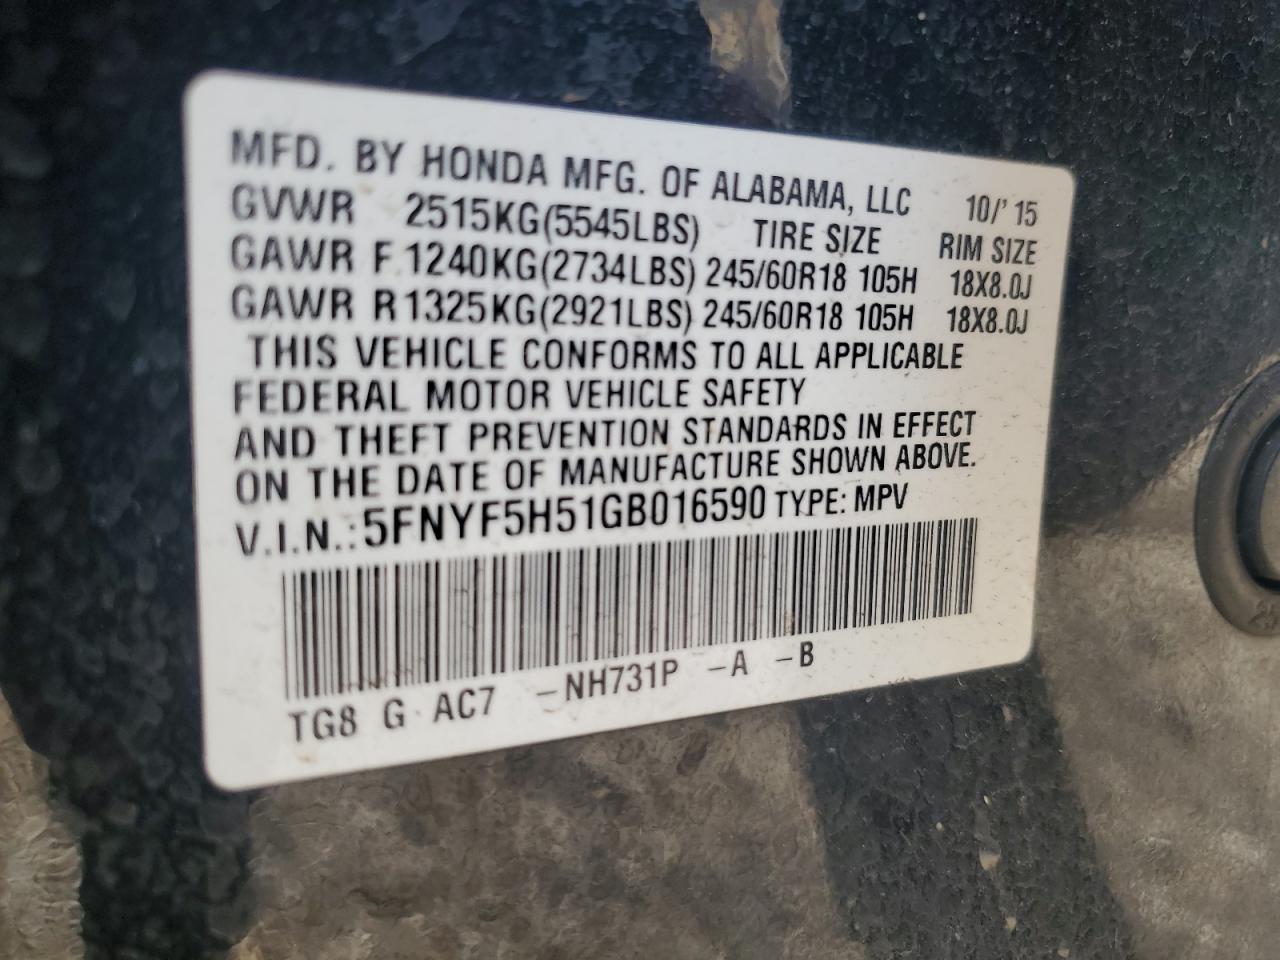 MFD. BY HONDA MFG. OF ALABAMA, LLC 10/'15
GVWR 2515KG(5545LBS) TIRE SIZE RIM SIZE
GAWR F 1240KG(2734LBS) 245/60R18 105H 18X8.0J
GAWR R 1325KG(2921LBS) 245/60R18 105H 18X8.0J
THIS VEHICLE CONFORMS TO ALL APPLICABLE
FEDERAL MOTOR VEHICLE SAFETY
AND THEFT PREVENTION STANDARDS IN EFFECT
ON THE DATE OF MANUFACTURE SHOWN ABOVE.
V.I.N.: 5FNYF5H51GB016590 TYPE: MPV
TG8 G AC7 -NH731P -A -B